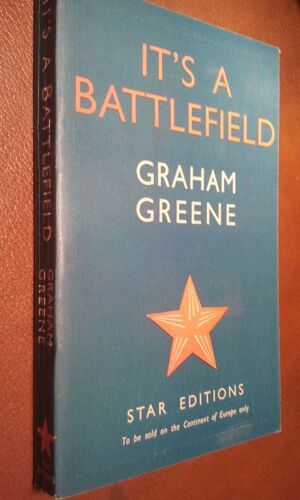 IT'S A
BATTLEFIELD
GRAHAM
GREENE
STAR EDITIONS
To be sold on the Continent of Europe only
IT'S A BATTLEFIELD
GRAHAM
GREENE